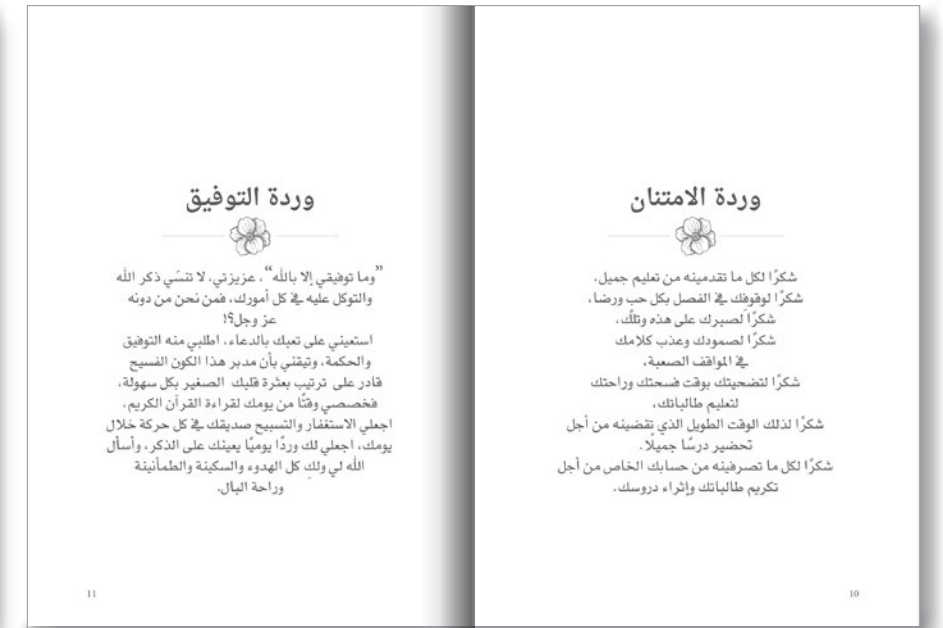 وردة الامتنان
شكرًا لكل ما تقدمينه من تعليم جميل،
شكرًا لوقوفك في الفصل بكل حب ورضا،
شكرًا لصبرك على هذه وتلك،
شكرًا لصمودك وعذب كلامك
في المواقف الصعبة،
شكرًا لتضحيتك بوقت فسحتك وراحتك
لتعليم طالباتك،
شكرًا لذلك الوقت الطويل الذي تقضينه من أجل
تحضير درسًا جميلًا.
شكرًا لكل ما تصرفينه من حسابك الخاص من أجل
تكريم طالباتك وإثراء دروسك.
10
وردة التوفيق
”وما توفيقي إلا بالله“، عزيزتي، لا تنسَي ذكر الله
والتوكل عليه في كل أمورك، فمن نحن من دونه
عز وجل؟!
استعيني على تعبك بالدعاء، اطلبي منه التوفيق
والحكمة، وتيقني بأن مدبر هذا الكون الفسيح
قادر على ترتيب بعثرة قلبك الصغير بكل سهولة،
فخصصي وقتًا من يومك لقراءة القرآن الكريم،
اجعلي الاستغفار والتسبيح صديقك في كل حركة خلال
يومك، اجعلي لك وردًا يوميًا يعينك على الذكر، وأسأل
الله لي ولكِ كل الهدوء والسكينة والطمأنينة
وراحة البال.
11